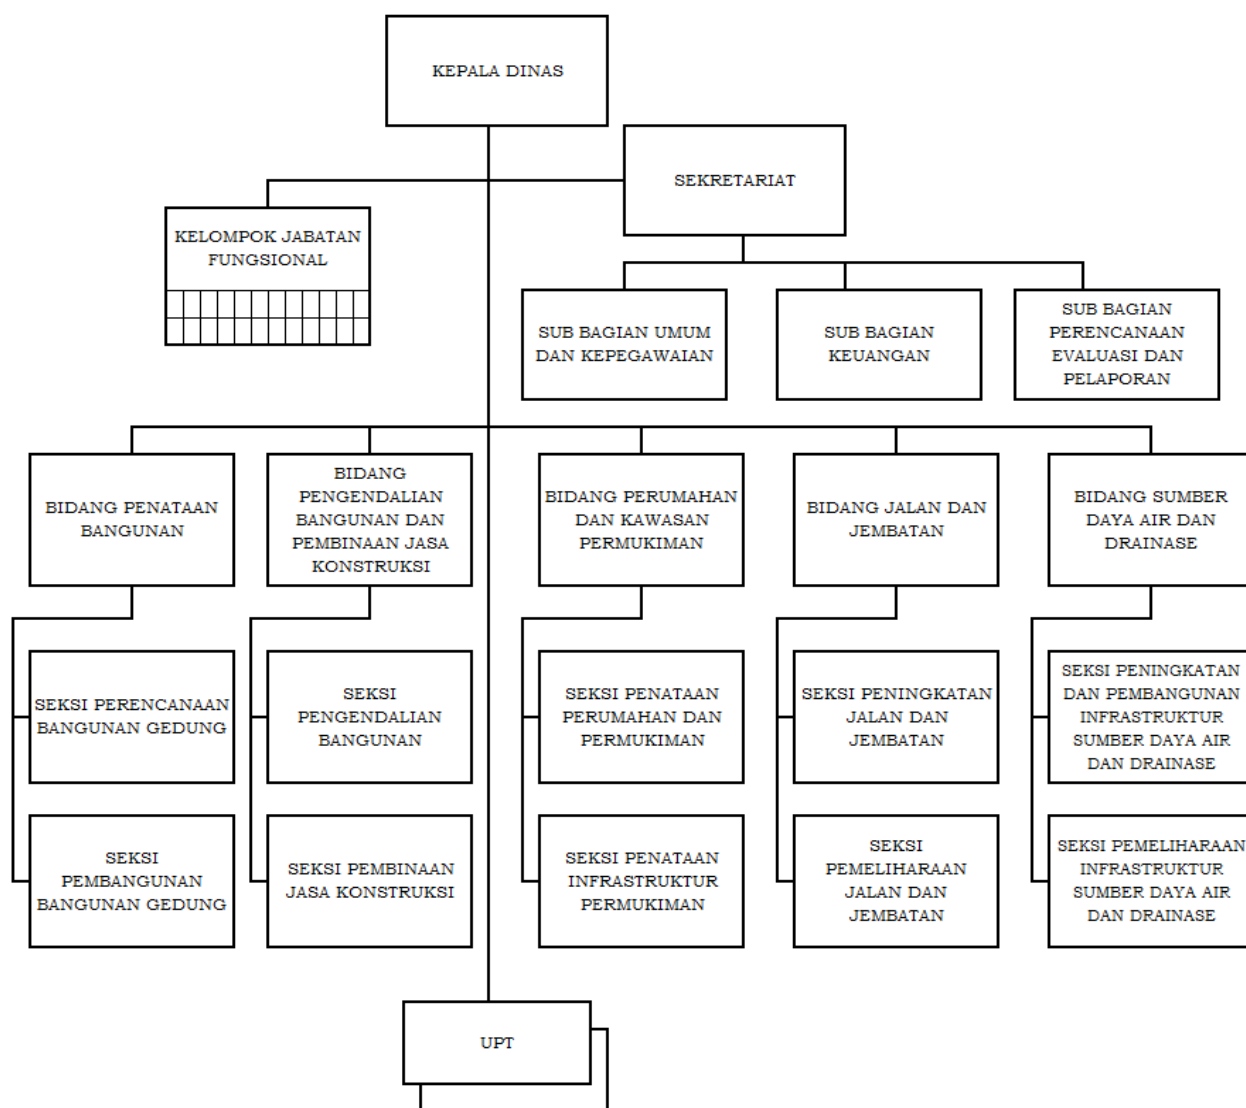 KEPALA DINAS
SEKRETARIAT
KELOMPOK JABATAN
FUNGSIONAL
SUB BAGIAN UMUM
DAN KEPEGAWAIAN
SUB BAGIAN
KEUANGAN
SUB BAGIAN
PERENCANAAN
EVALUASI DAN
PELAPORAN
BIDANG PENATAAN
BANGUNAN
BIDANG
PENGENDALIAN
BANGUNAN DAN
PEMBINAAN JASA
KONSTRUKSI
BIDANG PERUMAHAN
DAN KAWASAN
PERMUKIMAN
BIDANG JALAN DAN
JEMBATAN
BIDANG SUMBER
DAYA AIR DAN
DRAINASE
SEKSI PERENCANAAN
BANGUNAN GEDUNG
SEKSI
PENGENDALIAN
BANGUNAN
SEKSI PENATAAN
PERUMAHAN DAN
PERMUKIMAN
SEKSI PENINGKATAN
JALAN DAN
JEMBATAN
SEKSI PENINGKATAN
DAN PEMBANGUNAN
INFRASTRUKTUR
SUMBER DAYA AIR
DAN DRAINASE
SEKSI
PEMBANGUNAN
BANGUNAN GEDUNG
SEKSI PEMBINAAN
JASA KONSTRUKSI
SEKSI PENATAAN
INFRASTRUKTUR
PERMUKIMAN
SEKSI
PEMELIHARAAN
JALAN DAN
JEMBATAN
SEKSI PEMELIHARAAN
INFRASTRUKTUR
SUMBER DAYA AIR
DAN DRAINASE
UPT